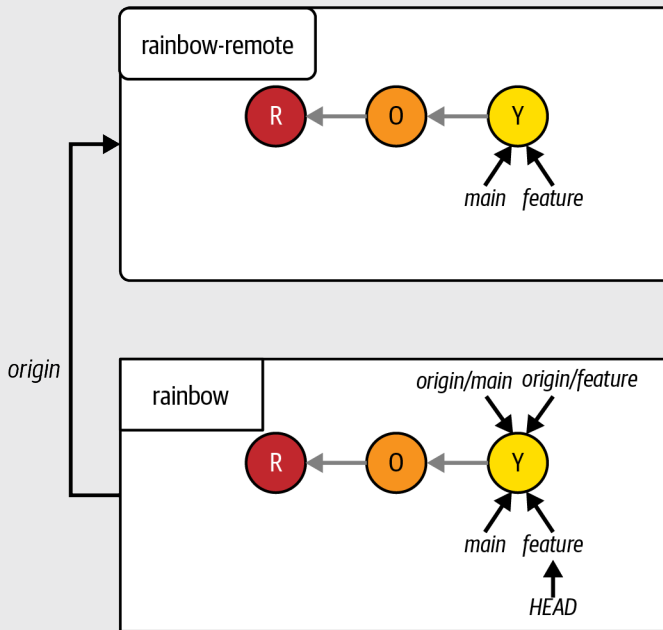 rainbow-remote
R O Y
main feature
origin
rainbow
origin/main origin/feature
R O Y
main feature
HEAD